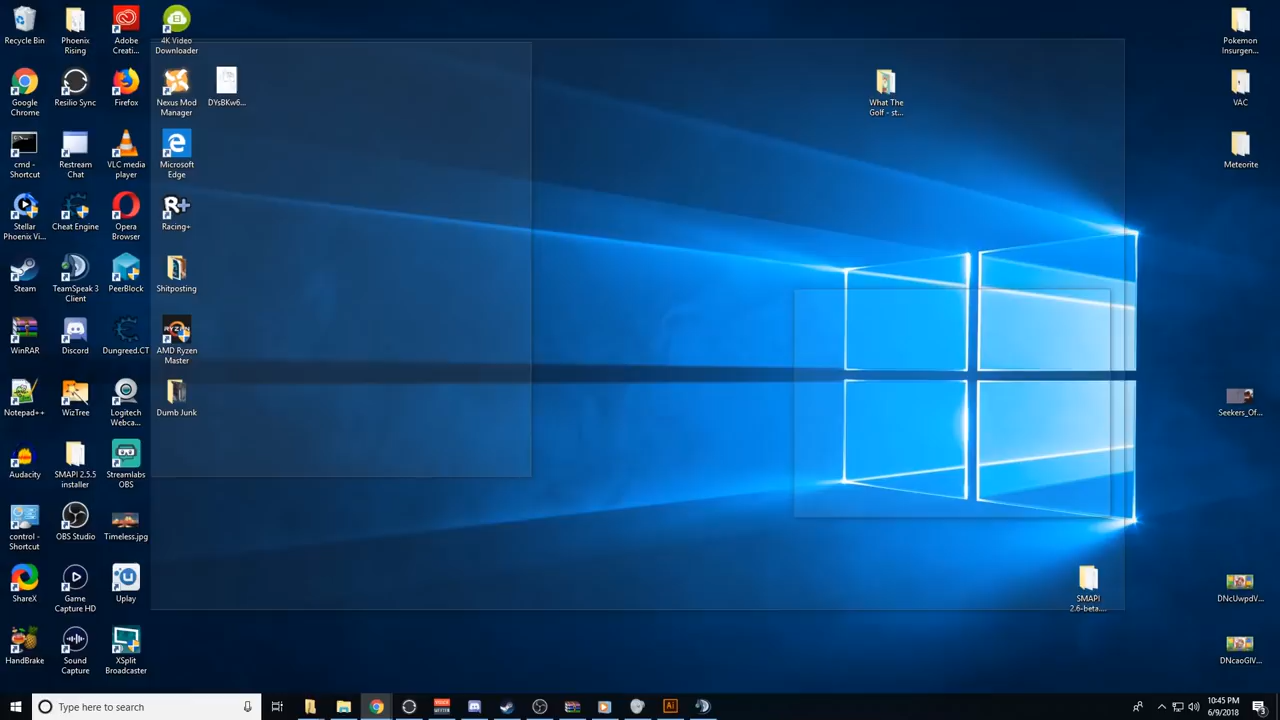 Recycle Bin
Phoenix
Rising
Adobe
Creati...
4K Video
Downloader
Google
Chrome
Resilio Sync
Firefox
Nexus Mod
Manager
DYsBKw6...
cmd -
Shortcut
Restream
Chat
VLC media
player
Microsoft
Edge
Stellar
Phoenix Vi...
Cheat Engine
Opera
Browser
R+
Racing+
Steam
TeamSpeak 3
Client
PeerBlock
Shitposting
WinRAR
Discord
Dungreed.CT
RYZEN
AMD Ryzen
Master
Notepad++
WizTree
Logitech
Webca...
Dumb Junk
Audacity
SMAPI 2.5.5
installer
Streamlabs
OBS
control -
Shortcut
OBS Studio
Timeless.jpg
ShareX
Game
Capture HD
Uplay
HandBrake
Sound
Capture
XSplit
Broadcaster
What The
Golf - st...
SMAPI
2.6-beta....
Pokemon
Insurgen...
VAC
Meteorite
Seekers_Of...
DNcUwpdV...
DNcaoGIV...
Type here to search
Ai
10:45 PM
6/9/2018